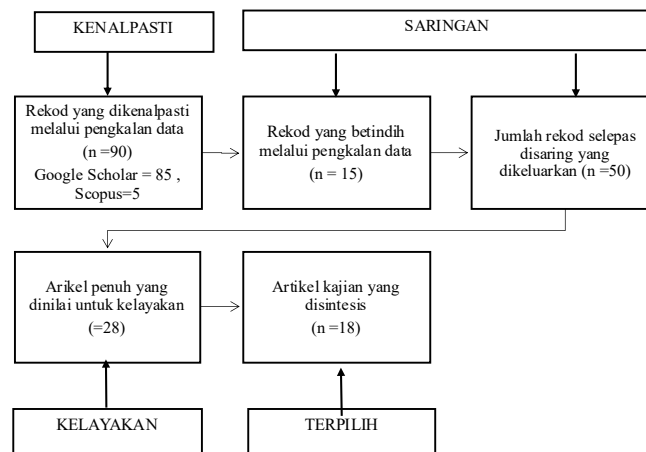 KENALPASTI
SARINGAN
Rekod yang dikenalpasti
melalui pengkalan data
(n =90)
Google Scholar = 85 ,
Scopus=5
Rekod yang betindih
melalui pengkalan data
(n = 15)
Jumlah rekod selepas
disaring yang
dikeluarkan (n =50)
Arikel penuh yang
dinilai untuk kelayakan
(=28)
Artikel kajian yang
disintesis
(n =18)
KELAYAKAN
TERPILIH